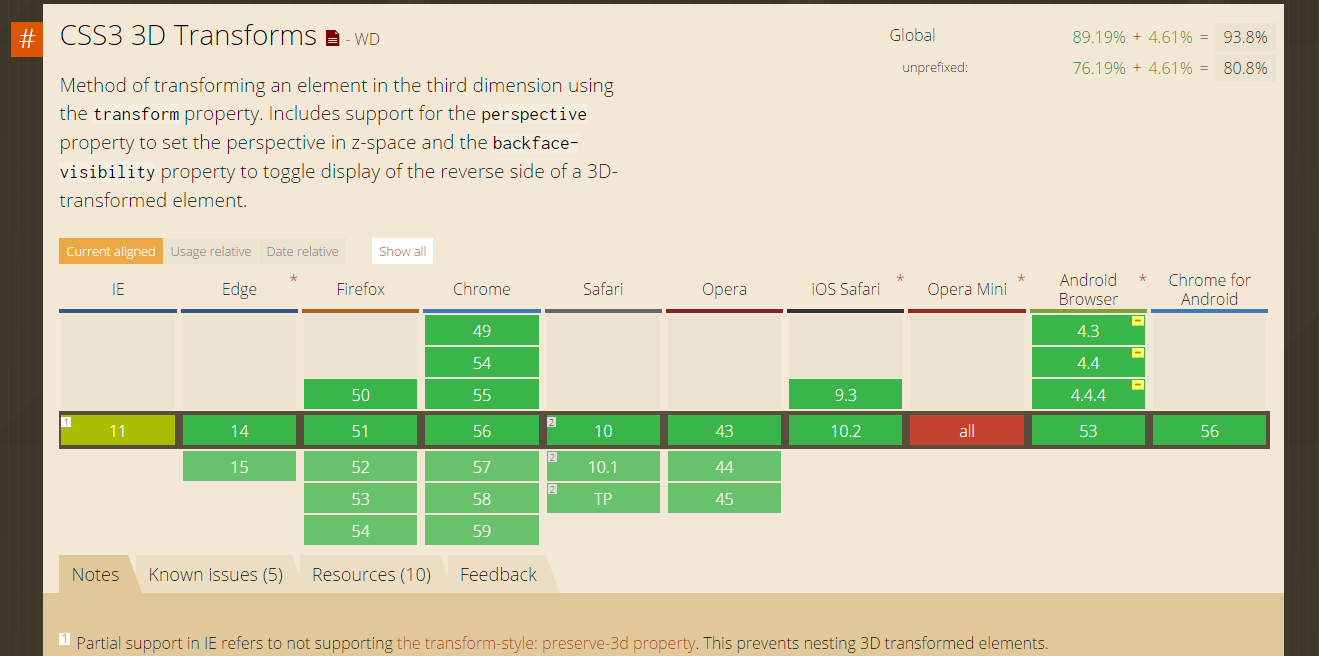 # CSS3 3D Transforms - WD
Global 89.19% + 4.61% = 93.8%
unprefixed: 76.19% + 4.61% = 80.8%
Method of transforming an element in the third dimension using
the transform property. Includes support for the perspective
property to set the perspective in z-space and the backface-
visibility property to toggle display of the reverse side of a 3D-
transformed element.
Current aligned Usage relative Date relative Show all
IE Edge * Firefox Chrome Safari Opera iOS Safari * Opera Mini * Android Browser * Chrome for Android
49 4.3 -
54 4.4 -
50 55 9.3 4.4.4 -
1 11 14 51 56 2 10 43 10.2 all 53 56
15 52 57 2 10.1 44
53 58 2 TP 45
54 59
Notes Known issues (5) Resources (10) Feedback
1 Partial support in IE refers to not supporting the transform-style: preserve-3d property. This prevents nesting 3D transformed elements.